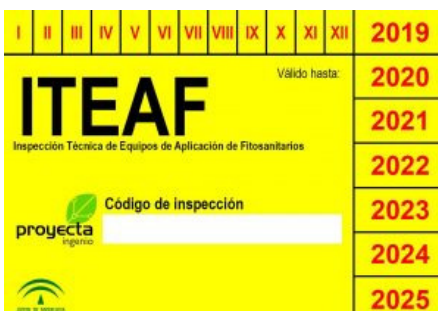 I II III IV V VI VII VIII IX X XI XII 2019
Válido hasta: 2020
ITEAF 2021
Inspección Técnica de Equipos de Aplicación de Fitosanitarios
2022
Código de inspección 2023
proyecta
ingenio
2024
2025